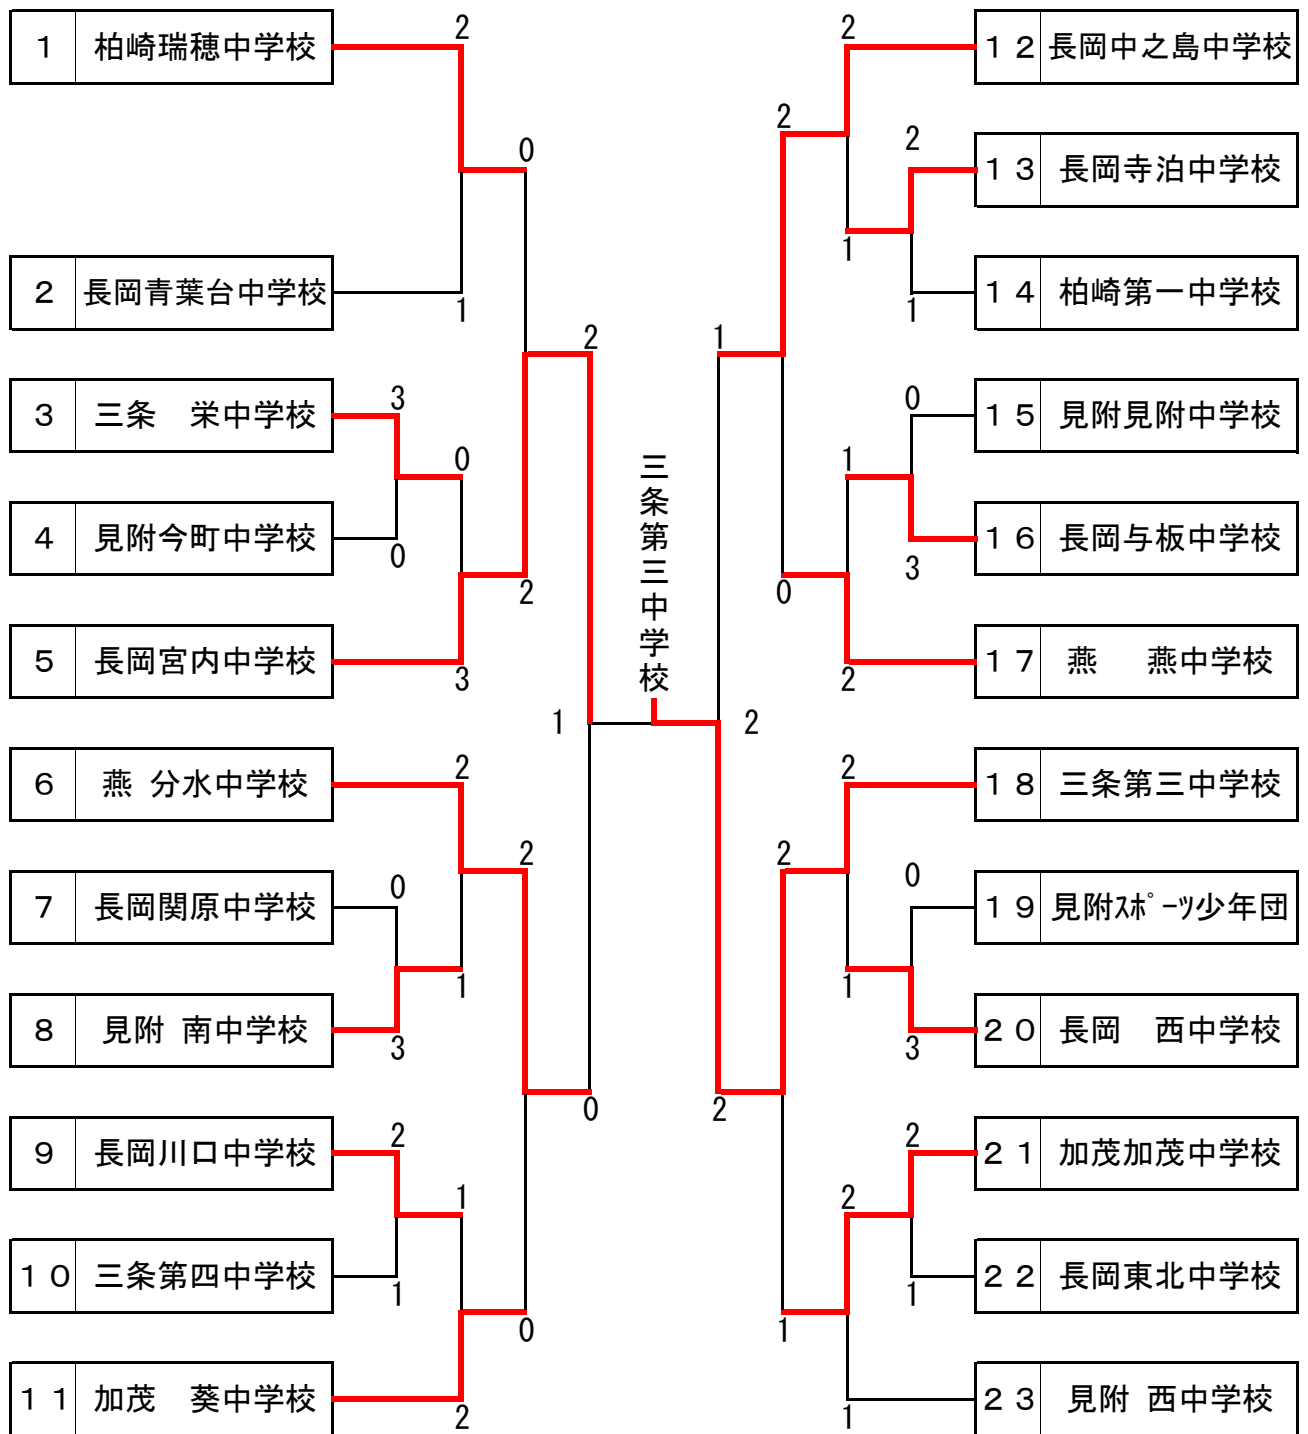 1 柏崎瑞穂中学校
2 長岡青葉台中学校
3 三条　栄中学校
4 見附今町中学校
5 長岡宮内中学校
6 燕 分水中学校
7 長岡関原中学校
8 見附 南中学校
9 長岡川口中学校
10 三条第四中学校
11 加茂　葵中学校
2
0
1
2
3
0
0
2
3
1
2
2
0
1
3
0
2
1
1
0
2
三条第三中学校
2
2
2
1
1
1
0
1
3
0
2
2
2
2
0
1
3
2
2
2
1
1
1
12 長岡中之島中学校
13 長岡寺泊中学校
14 柏崎第一中学校
15 見附見附中学校
16 長岡与板中学校
17 燕　燕中学校
18 三条第三中学校
19 見附ｽﾎﾟｰﾂ少年団
20 長岡　西中学校
21 加茂加茂中学校
22 長岡東北中学校
23 見附 西中学校